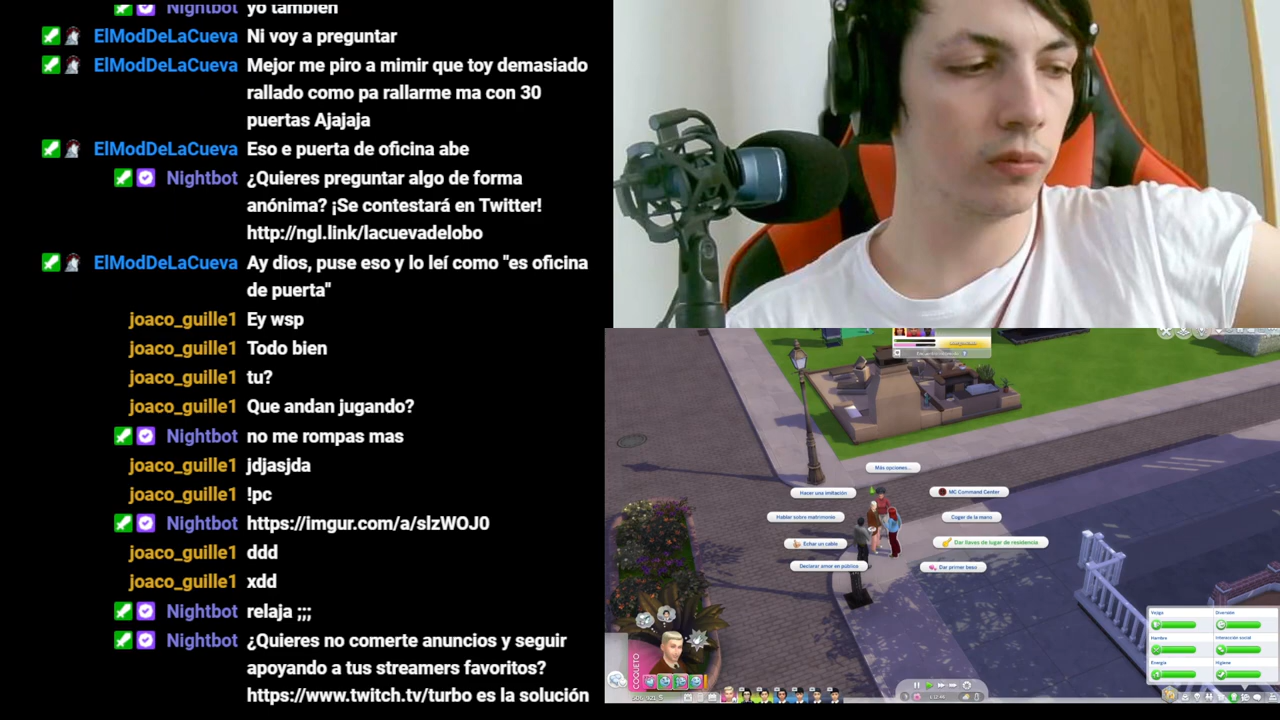 Nightbot yo también
ElModDeLaCueva Ni voy a preguntar
ElModDeLaCueva Mejor me piro a mimir que toy demasiado
rallado como pa rallarme ma con 30
puertas Ajajaja
ElModDeLaCueva Eso e puerta de oficina abe
Nightbot ¿Quieres preguntar algo de forma
anónima? ¡Se contestará en Twitter!
http://ngl.link/lacuevadelobo
ElModDeLaCueva Ay dios, puse eso y lo leí como "es oficina
de puerta"
joaco_guille1 Ey wsp
joaco_guille1 Todo bien
joaco_guille1 tu?
joaco_guille1 Que andan jugando?
Nightbot no me rompas mas
joaco_guille1 jdjasjda
joaco_guille1 !pc
Nightbot https://imgur.com/a/slzWOJ0
joaco_guille1 ddd
joaco_guille1 xdd
Nightbot relaja ;;;
Nightbot ¿Quieres no comerte anuncios y seguir
apoyando a tus streamers favoritos?
https://www.twitch.tv/turbo es la solución
Más opciones...
Hacer una imitación
MC Command Center
Hablar sobre matrimonio
Coger de la mano
Echar un cable
Dar llaves de lugar de residencia
Declarar amor en público
Dar primer beso
COQUETO
Vejiga
Diversión
Hambre
Interacción social
Energía
Higiene